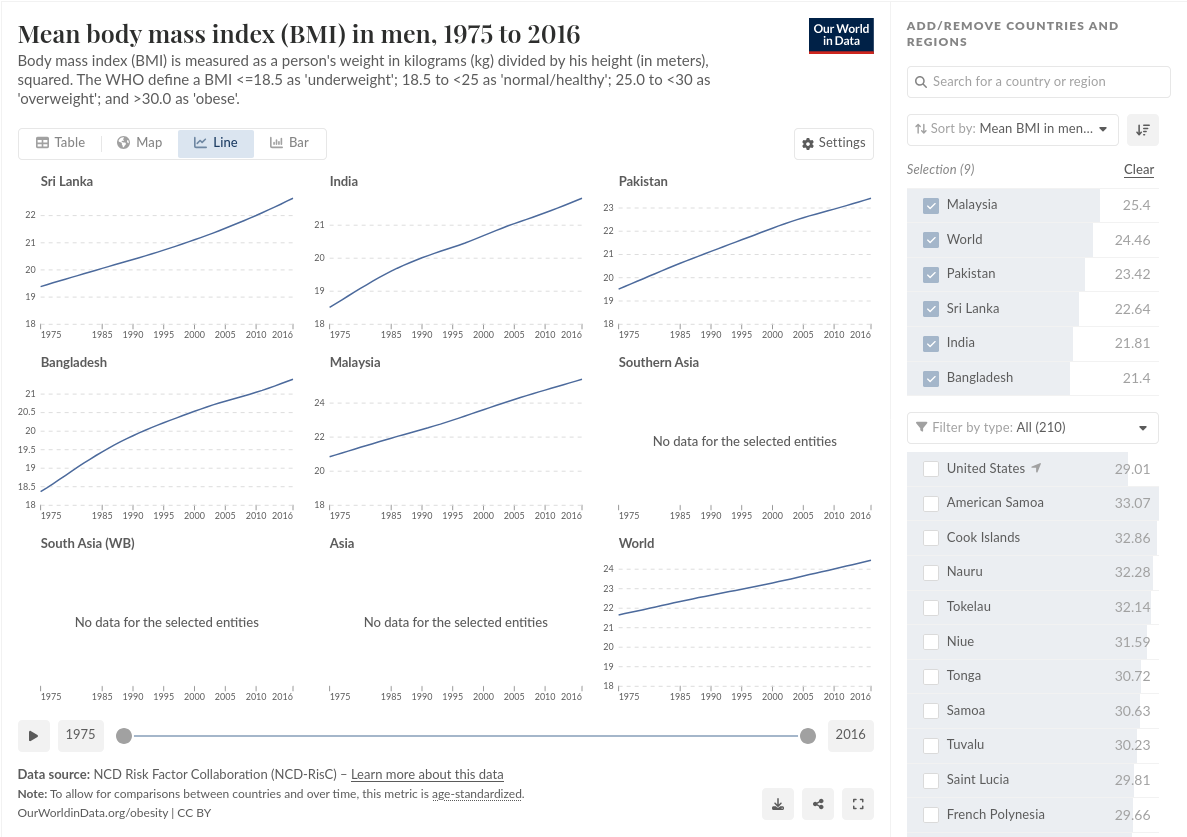 Mean body mass index (BMI) in men, 1975 to 2016
Our World
in Data
Body mass index (BMI) is measured as a person's weight in kilograms (kg) divided by his height (in meters),
squared. The WHO define a BMI <=18.5 as 'underweight'; 18.5 to <25 as 'normal/healthy'; 25.0 to <30 as
'overweight'; and >30.0 as 'obese'.
Table
Map
Line
Bar
Settings
Sri Lanka
22
21
20
19
18
1975 1985 1990 1995 2000 2005 2010 2016
India
21
20
19
18
1975 1985 1990 1995 2000 2005 2010 2016
Pakistan
23
22
21
20
19
18
1975 1985 1990 1995 2000 2005 2010 2016
Bangladesh
21
20.5
20
19.5
19
18.5
18
1975 1985 1990 1995 2000 2005 2010 2016
Malaysia
24
22
20
18
1975 1985 1990 1995 2000 2005 2010 2016
Southern Asia
No data for the selected entities
1975 1985 1990 1995 2000 2005 2010 2016
South Asia (WB)
No data for the selected entities
1975 1985 1990 1995 2000 2005 2010 2016
Asia
No data for the selected entities
1975 1985 1990 1995 2000 2005 2010 2016
World
24
23
22
21
20
19
18
1975 1985 1990 1995 2000 2005 2010 2016
1975
2016
Data source: NCD Risk Factor Collaboration (NCD-RisC) – Learn more about this data
Note: To allow for comparisons between countries and over time, this metric is age-standardized.
OurWorldinData.org/obesity | CC BY
ADD/REMOVE COUNTRIES AND
REGIONS
Search for a country or region
Sort by: Mean BMI in men...
Selection (9)
Clear
Malaysia 25.4
World 24.46
Pakistan 23.42
Sri Lanka 22.64
India 21.81
Bangladesh 21.4
Filter by type: All (210)
United States 29.01
American Samoa 33.07
Cook Islands 32.86
Nauru 32.28
Tokelau 32.14
Niue 31.59
Tonga 30.72
Samoa 30.63
Tuvalu 30.23
Saint Lucia 29.81
French Polynesia 29.66